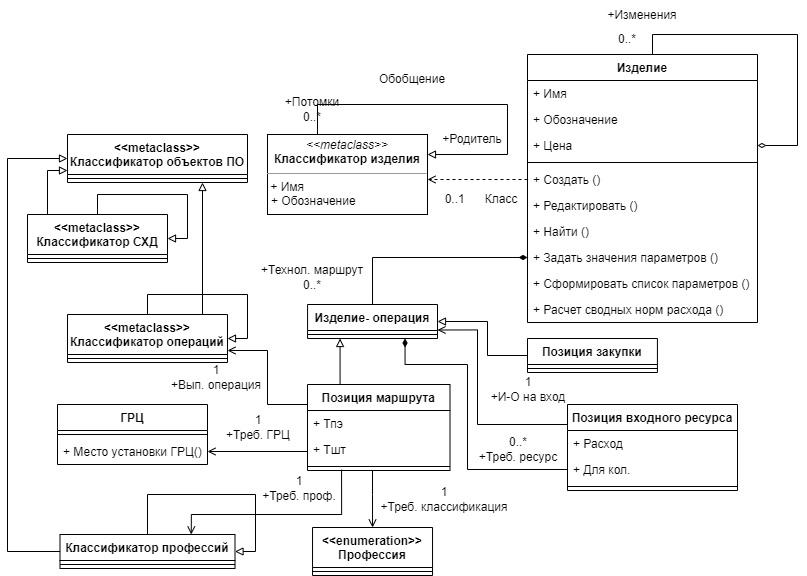 +Изменения
0..*
Изделие
+ Имя
+ Обозначение
+ Цена
+ Создать ()
+ Редактировать ()
+ Найти ()
+ Задать значения параметров ()
+ Сформировать список параметров ()
+ Расчет сводных норм расхода ()
Обобщение
+Потомки
0..*
+Родитель
<<metaclass>>
Классификатор изделия
+ Имя
+ Обозначение
0..1
Класс
<<metaclass>>
Классификатор объектов ПО
<<metaclass>>
Классификатор СХД
+Технол. маршрут
0..*
Изделие- операция
<<metaclass>>
Классификатор операций
Позиция закупки
1
+Вып. операция
1
+И-О на вход
Позиция маршрута
+ Тпэ
+ Тшт
ГРЦ
+ Место установки ГРЦ()
1
+Треб. ГРЦ
Позиция входного ресурса
+ Расход
+ Для кол.
0..*
+Треб. ресурс
1
+Треб. проф.
1
+Треб. классификация
Классификатор профессий
<<enumeration>>
Профессия